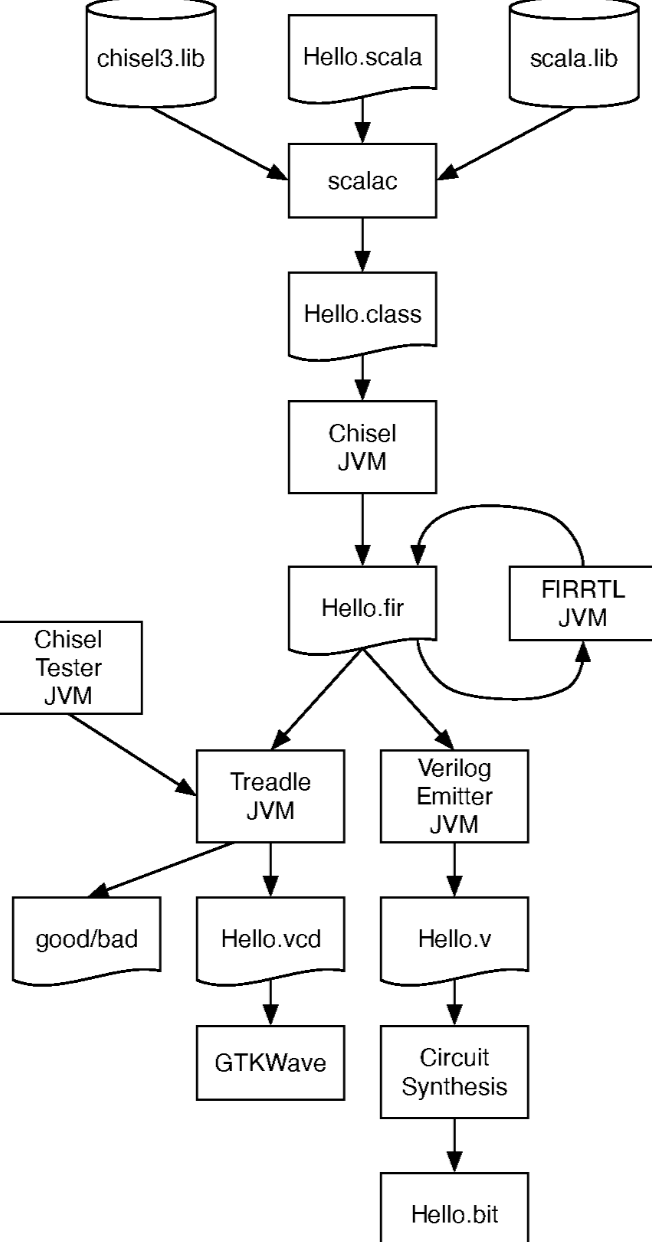 chisel3.lib
Hello.scala
scala.lib
scalac
Hello.class
Chisel
JVM
Hello.fir
FIRRTL
JVM
Chisel
Tester
JVM
Treadle
JVM
Verilog
Emitter
JVM
good/bad
Hello.vcd
Hello.v
GTKWave
Circuit
Synthesis
Hello.bit